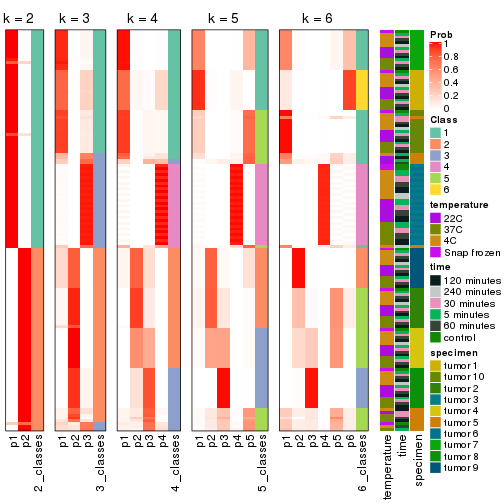 k = 2
k = 3
k = 4
k = 5
k = 6
Prob
1
0.8
0.6
0.4
0.2
0
Class
1
2
3
4
5
6
temperature
22C
37C
4C
Snap frozen
time
120 minutes
240 minutes
30 minutes
5 minutes
60 minutes
control
specimen
tumor 1
tumor 10
tumor 2
tumor 3
tumor 4
tumor 5
tumor 6
tumor 7
tumor 8
tumor 9
p1
p2
2_classes
p1
p2
p3
3_classes
p1
p2
p3
p4
4_classes
p1
p2
p3
p4
p5
5_classes
p1
p2
p3
p4
p5
p6
6_classes
temperature
time
specimen